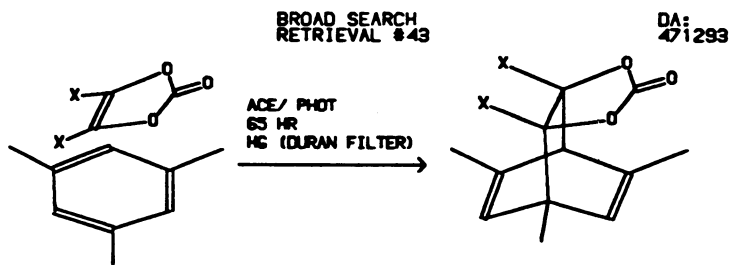 BROAD SEARCH
RETRIEVAL #43
DA:
471293
X
X
O
O
O
ACE/ PHOT
65 HR
HG (DURAN FILTER)
X
X
O
O
O